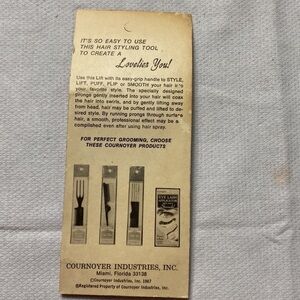 IT'S SO EASY TO USE
THIS HAIR STYLING TOOL
TO CREATE A
Lovelier You!
Use this Lift with its easy-grip handle to STYLE,
LIFT, PUFF, FLIP or SMOOTH your hair in
your favorite style. The specially designed
prongs gently inserted into your hair will coax
the hair into swirls, and by gently lifting away
from head, hair may be puffed and lifted to de-
sired style. By running prongs through surface
hair, a smooth, professional effect may be
complished even after using hair spray.
FOR PERFECT GROOMING, CHOOSE
THESE COURNOYER PRODUCTS
EYE LASH
COURNOYER INDUSTRIES, INC.
Miami, Florida 33138
©Cournoyer Industries, Inc. 1967
®Registered Property of Cournoyer Industries, Inc.